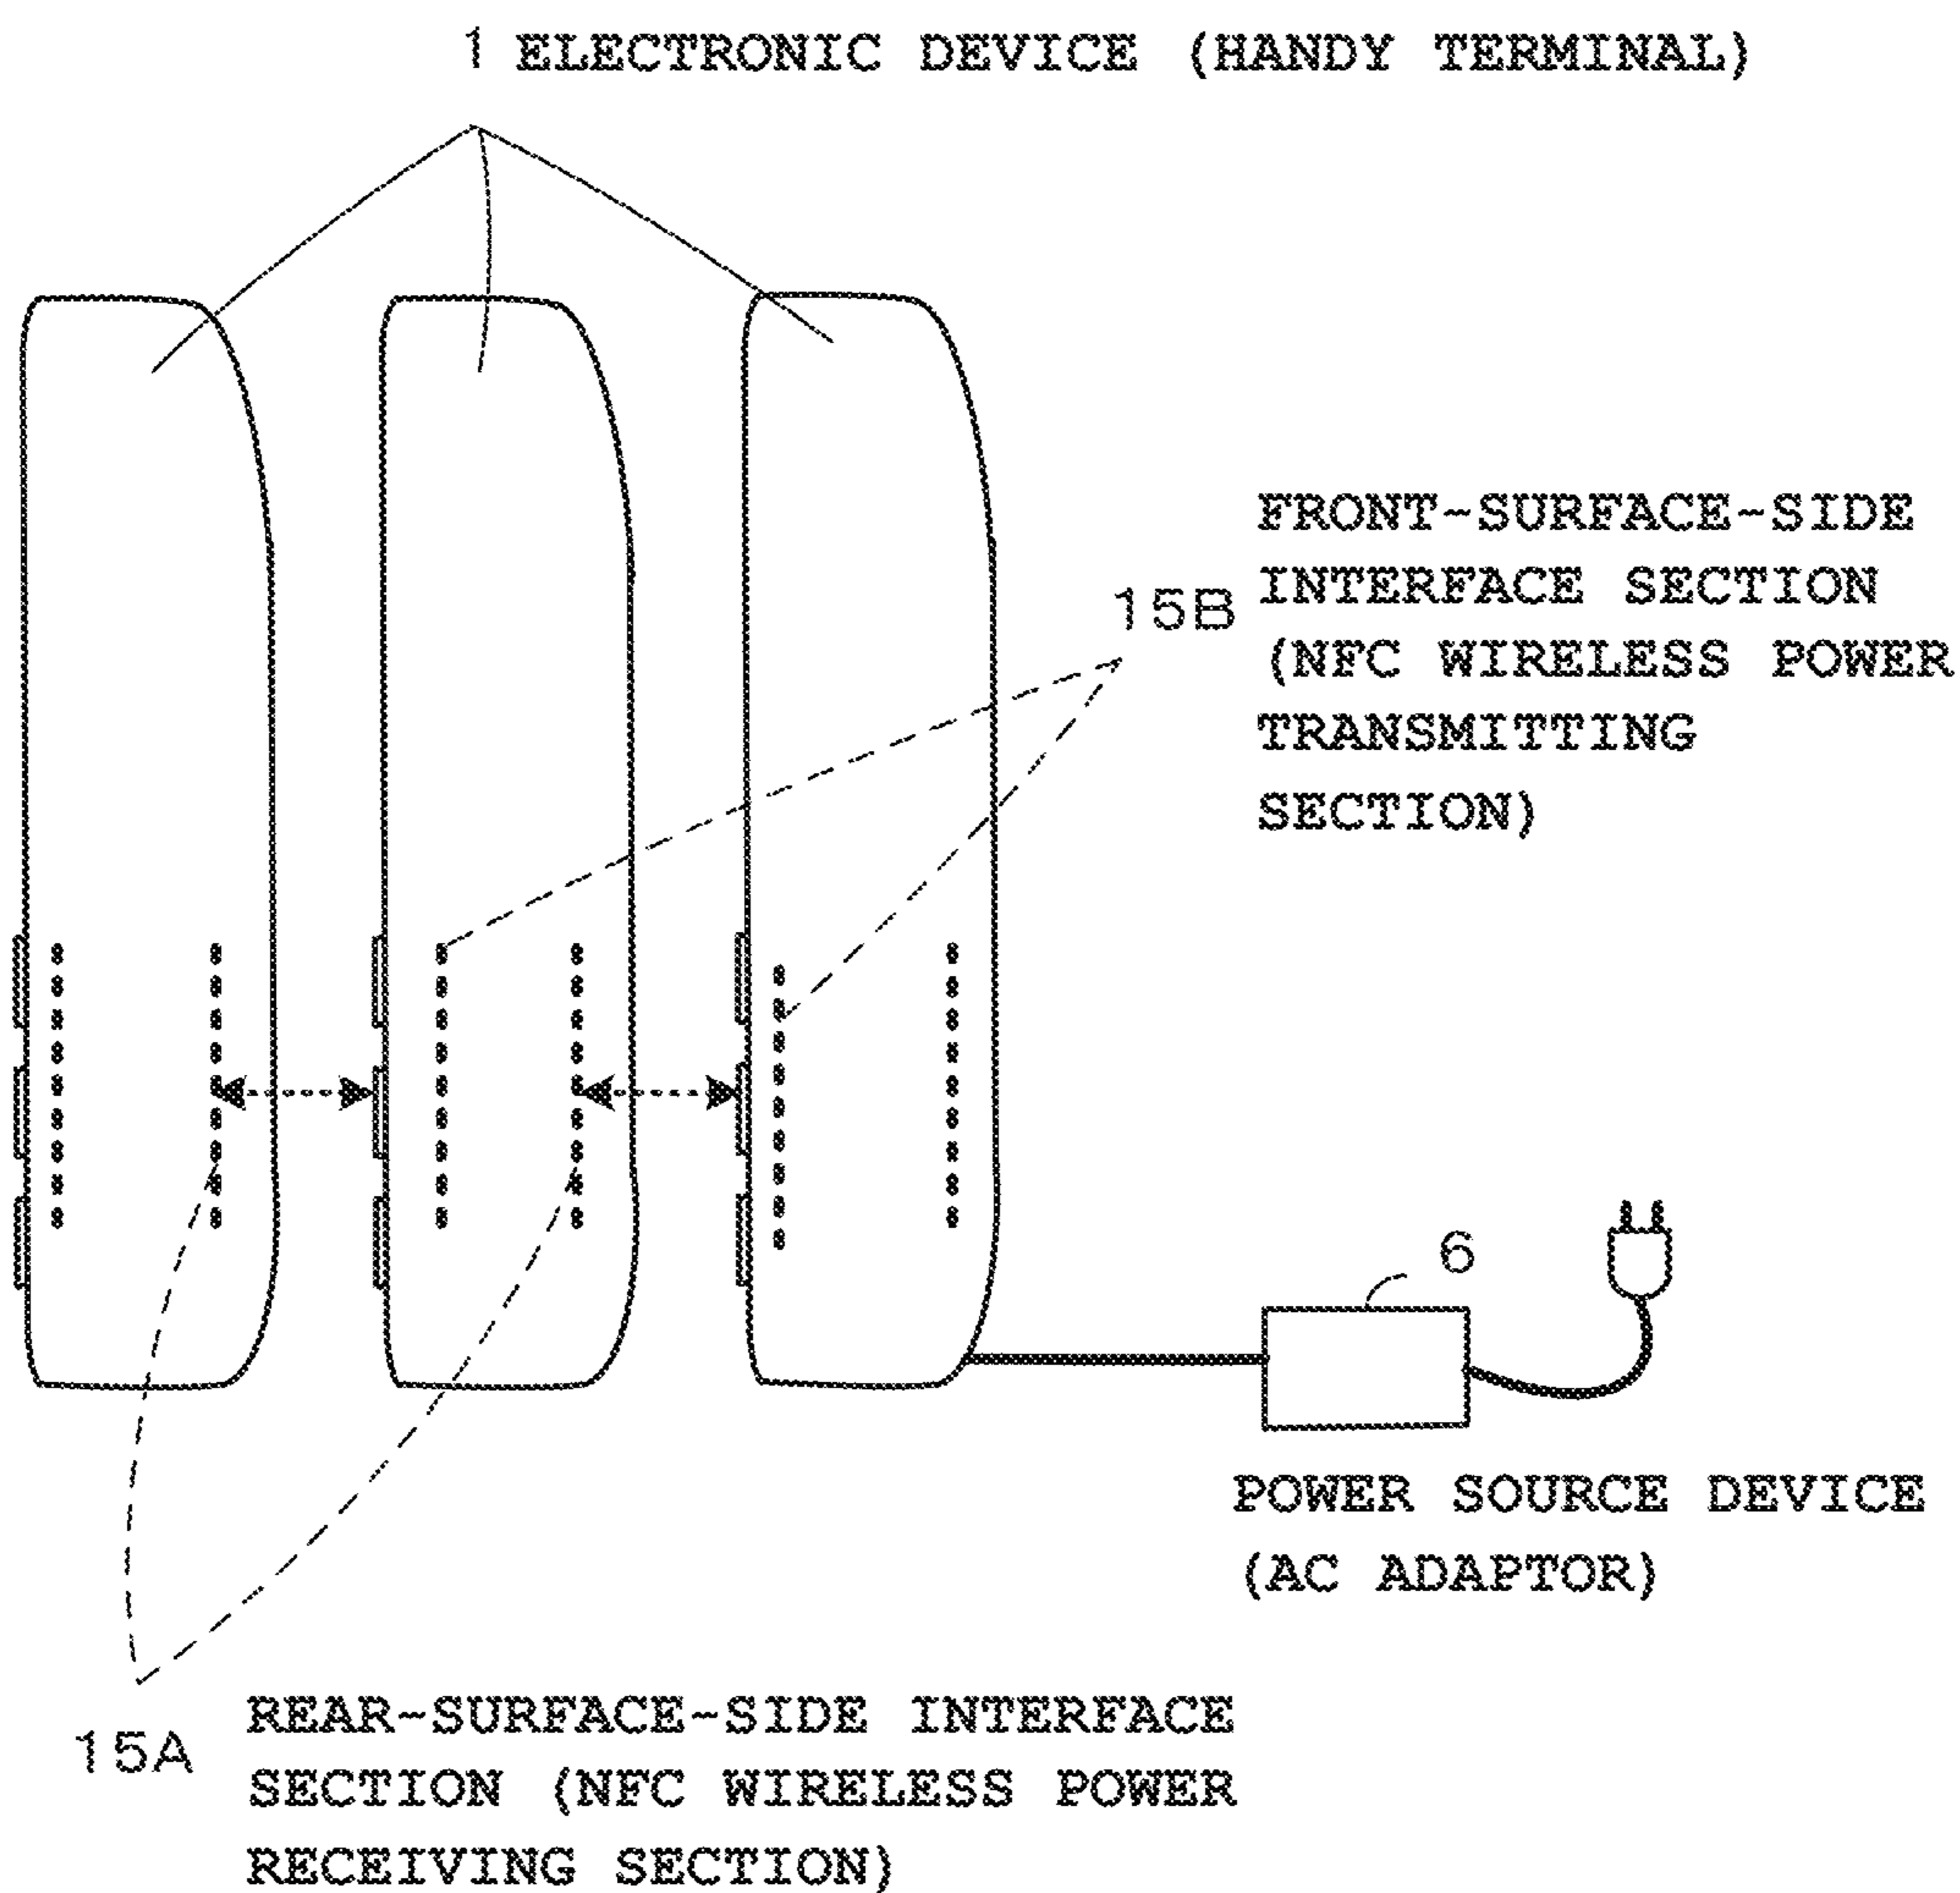 1 ELECTRONIC DEVICE (HANDY TERMINAL)
15B
FRONT-SURFACE-SIDE
INTERFACE SECTION
(NFC WIRELESS POWER
TRANSMITTING
SECTION)
6
POWER SOURCE DEVICE
(AC ADAPTOR)
15A
REAR-SURFACE-SIDE INTERFACE
SECTION (NFC WIRELESS POWER
RECEIVING SECTION)